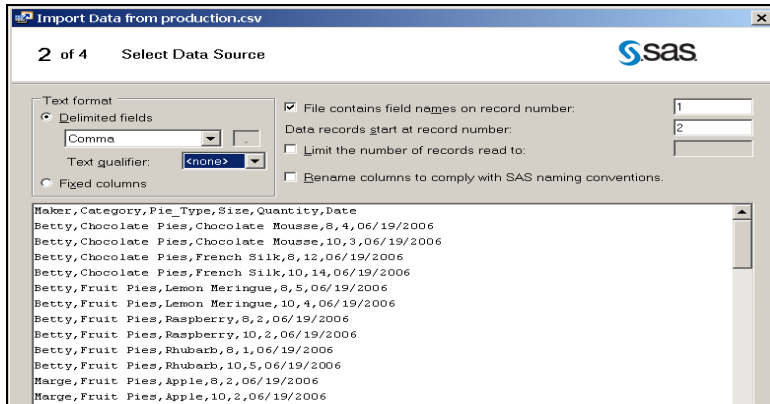 Import Data from production.csv
2 of 4 Select Data Source
sas
Text format
Delimited fields
Comma
,
Text qualifier: <none>
Fixed columns
File contains field names on record number: 1
Data records start at record number: 2
Limit the number of records read to:
Rename columns to comply with SAS naming conventions.
Maker,Category,Pie_Type,Size,Quantity,Date
Betty,Chocolate Pies,Chocolate Mousse,8,4,06/19/2006
Betty,Chocolate Pies,Chocolate Mousse,10,3,06/19/2006
Betty,Chocolate Pies,French Silk,8,12,06/19/2006
Betty,Chocolate Pies,French Silk,10,14,06/19/2006
Betty,Fruit Pies,Lemon Meringue,8,5,06/19/2006
Betty,Fruit Pies,Lemon Meringue,10,4,06/19/2006
Betty,Fruit Pies,Raspberry,8,2,06/19/2006
Betty,Fruit Pies,Raspberry,10,2,06/19/2006
Betty,Fruit Pies,Rhubarb,8,1,06/19/2006
Betty,Fruit Pies,Rhubarb,10,5,06/19/2006
Marge,Fruit Pies,Apple,8,2,06/19/2006
Marge,Fruit Pies,Apple,10,2,06/19/2006